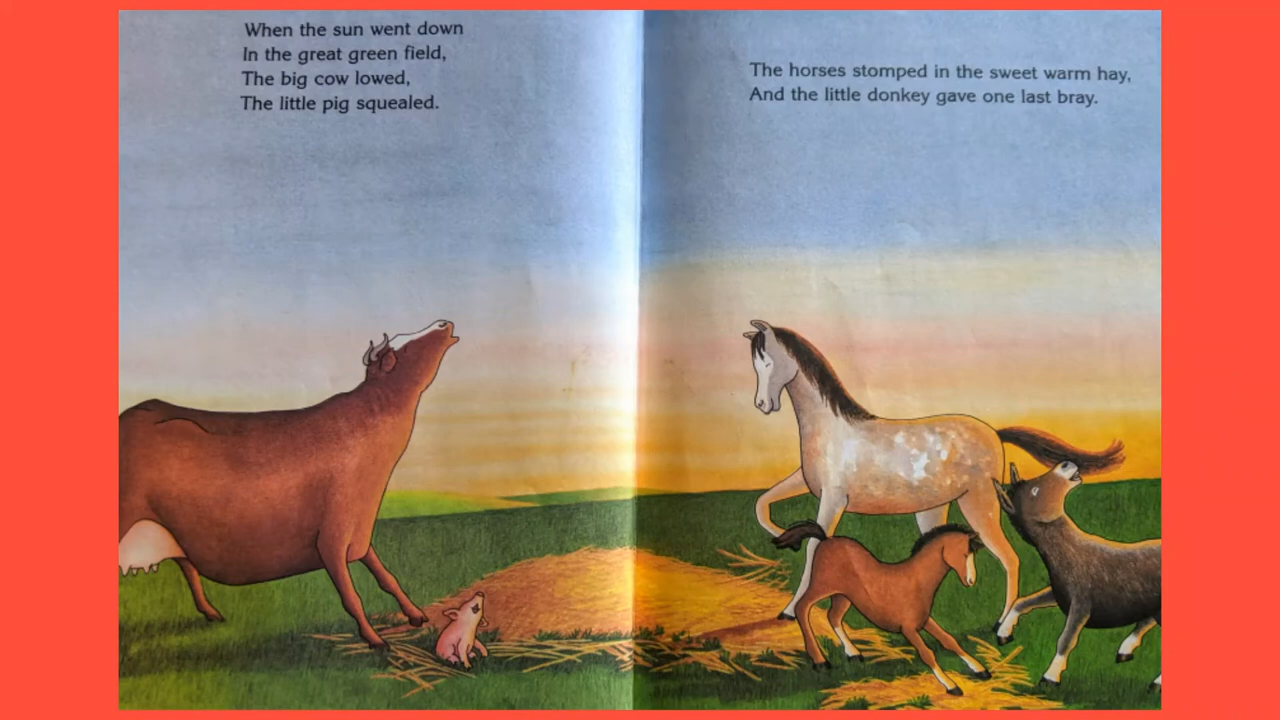 When the sun went down
In the great green field,
The big cow lowed,
The little pig squealed.
The horses stomped in the sweet warm hay,
And the little donkey gave one last bray.